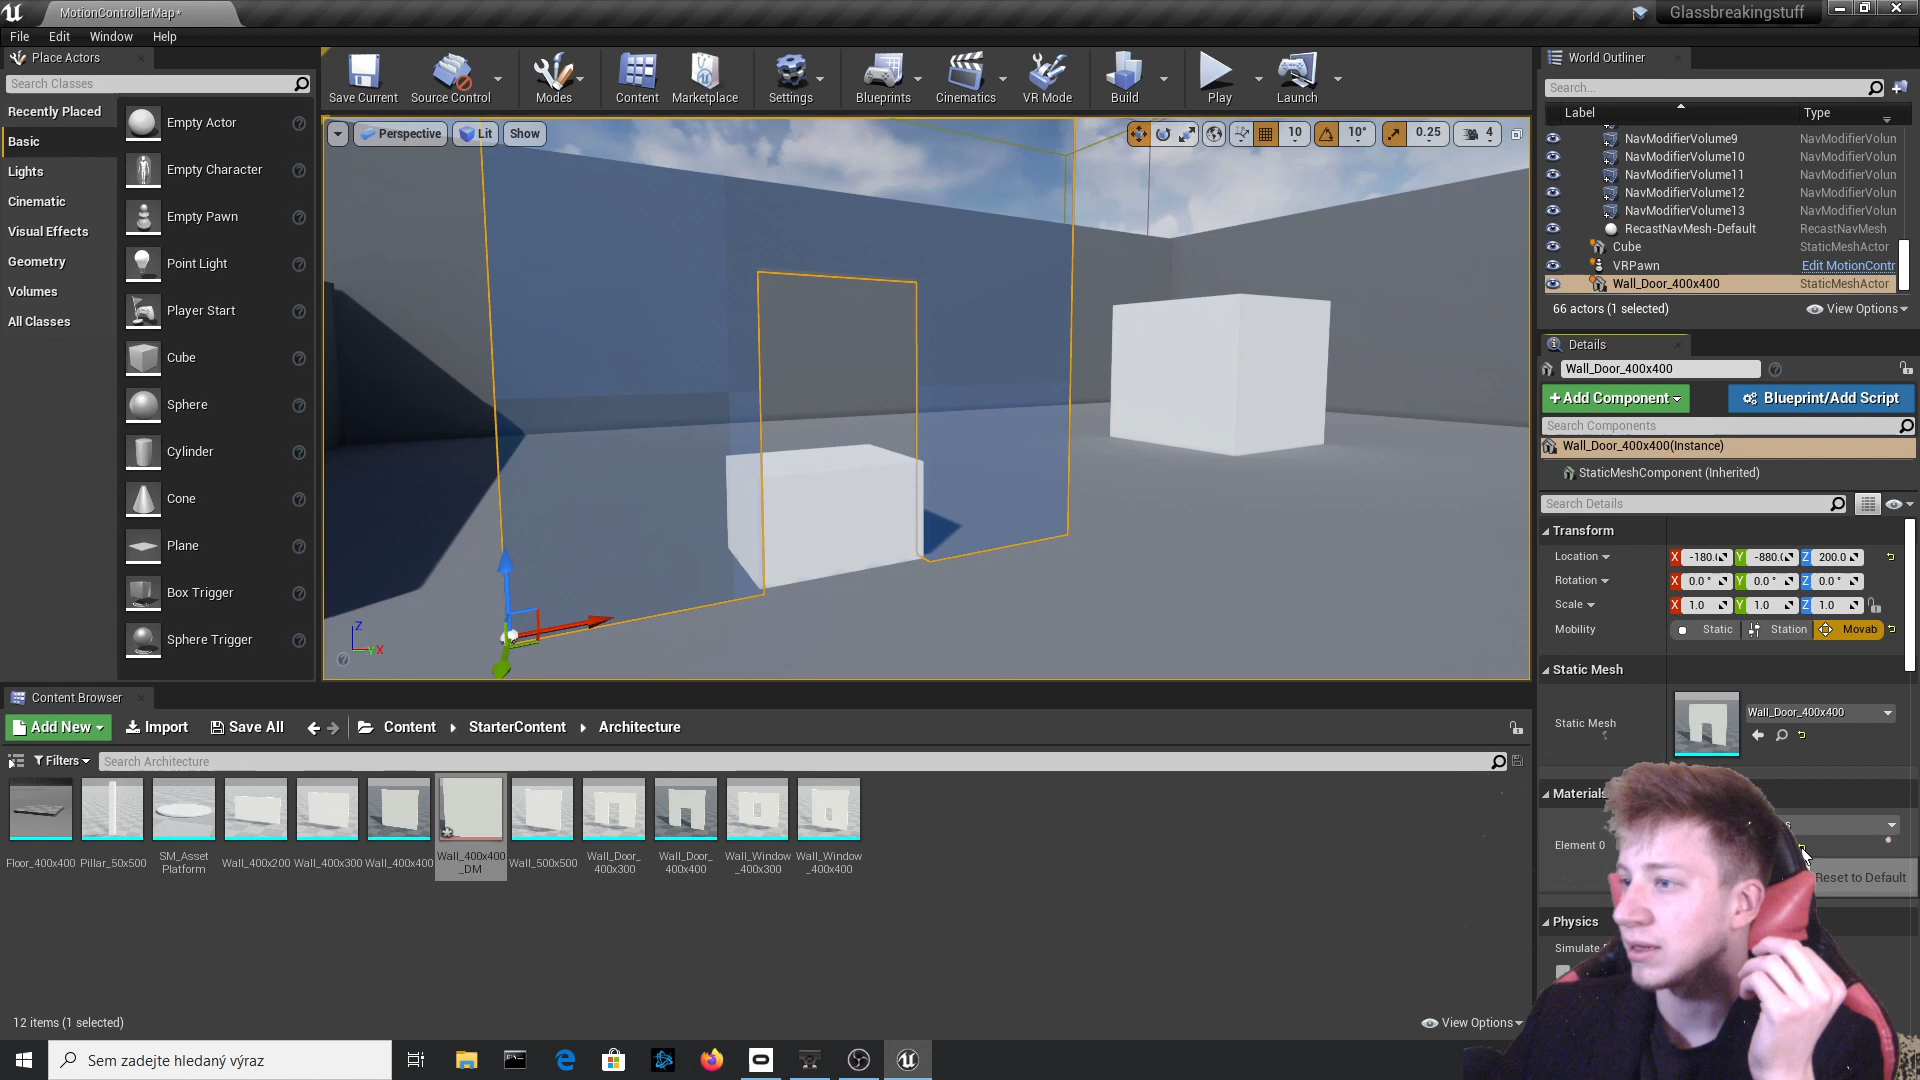 MotionControllerMap*
Glassbreakingstuff
File Edit Window Help
Place Actors
Search Classes
Recently Placed
Basic
Lights
Cinematic
Visual Effects
Geometry
Volumes
All Classes
Empty Actor
Empty Character
Empty Pawn
Point Light
Player Start
Cube
Sphere
Cylinder
Cone
Plane
Box Trigger
Sphere Trigger
Save Current Source Control Modes Content Marketplace Settings Blueprints Cinematics VR Mode Build Play Launch
Perspective Lit Show
10 10° 0.25 4
Z
Y X
World Outliner
Search...
Label Type
NavModifierVolume9 NavModifierVolun
NavModifierVolume10 NavModifierVolun
NavModifierVolume11 NavModifierVolun
NavModifierVolume12 NavModifierVolun
NavModifierVolume13 NavModifierVolun
RecastNavMesh-Default RecastNavMesh
Cube StaticMeshActor
VRPawn Edit MotionContr
Wall_Door_400x400 StaticMeshActor
66 actors (1 selected) View Options
Details
Wall_Door_400x400
+Add Component Blueprint/Add Script
Search Components
Wall_Door_400x400(Instance)
StaticMeshComponent (Inherited)
Search Details
Transform
Location X -180. Y -880. Z 200.0
Rotation X 0.0° Y 0.0° Z 0.0°
Scale X 1.0 Y 1.0 Z 1.0
Mobility Static Station Movab
Static Mesh
Static Mesh Wall_Door_400x400
Materials
Element 0
Reset to Default
Physics
Simulate
Content Browser
Add New Import Save All Content StarterContent Architecture
Filters Search Architecture
Floor_400x400
Pillar_50x500
SM_Asset
Platform
Wall_400x200
Wall_400x300
Wall_400x400
Wall_400x400
_DM
Wall_500x500
Wall_Door_
400x300
Wall_Door_
400x400
Wall_Window
_400x300
Wall_Window
_400x400
12 items (1 selected) View Options
Sem zadejte hledaný výraz